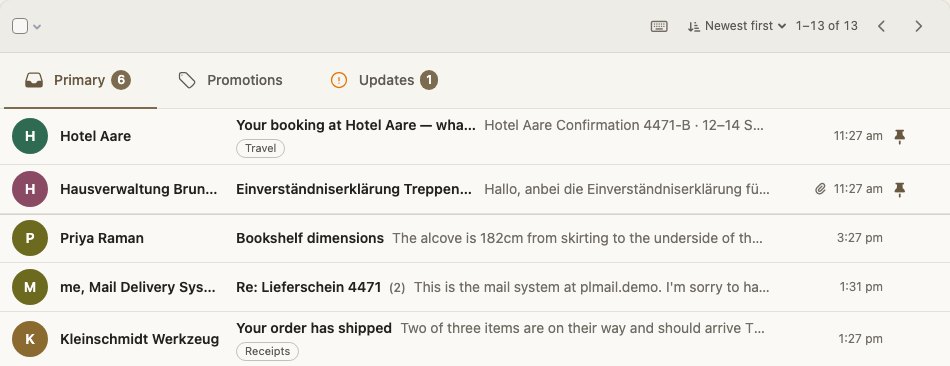 Newest first 1–13 of 13
Primary 6 Promotions Updates 1
H Hotel Aare Your booking at Hotel Aare — wha... Hotel Aare Confirmation 4471-B · 12–14 S... 11:27 am
Travel
H Hausverwaltung Brun... Einverständniserklärung Treppen... Hallo, anbei die Einverständniserklärung fü... 11:27 am
P Priya Raman Bookshelf dimensions The alcove is 182cm from skirting to the underside of th... 3:27 pm
M me, Mail Delivery Sys... Re: Lieferschein 4471 (2) This is the mail system at plmail.demo. I'm sorry to ha... 1:31 pm
K Kleinschmidt Werkzeug Your order has shipped Two of three items are on their way and should arrive T... 1:27 pm
Receipts